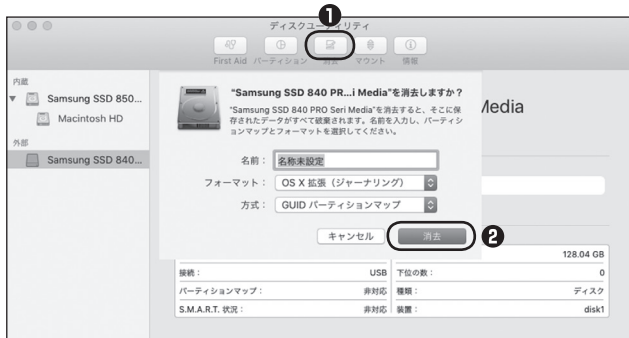 ❶
ディスクユーティリティ
First Aid パーティション 消去 マウント 情報
内蔵
Samsung SSD 850...
Macintosh HD
外部
Samsung SSD 840...
"Samsung SSD 840 PR...i Media"を消去しますか？
"Samsung SSD 840 PRO Seri Media"を消去すると、そこに保
存されたデータがすべて破棄されます。名前を入力し、パーティシ
ョンマップとフォーマットを選択してください。
Media
名前： 名称未設定
フォーマット： OS X 拡張（ジャーナリング）
方式： GUID パーティションマップ
キャンセル 消去 ❷
128.04 GB
接続： USB 下位の数： 0
パーティションマップ： 非対応 種類： ディスク
S.M.A.R.T. 状況： 非対応 装置： disk1